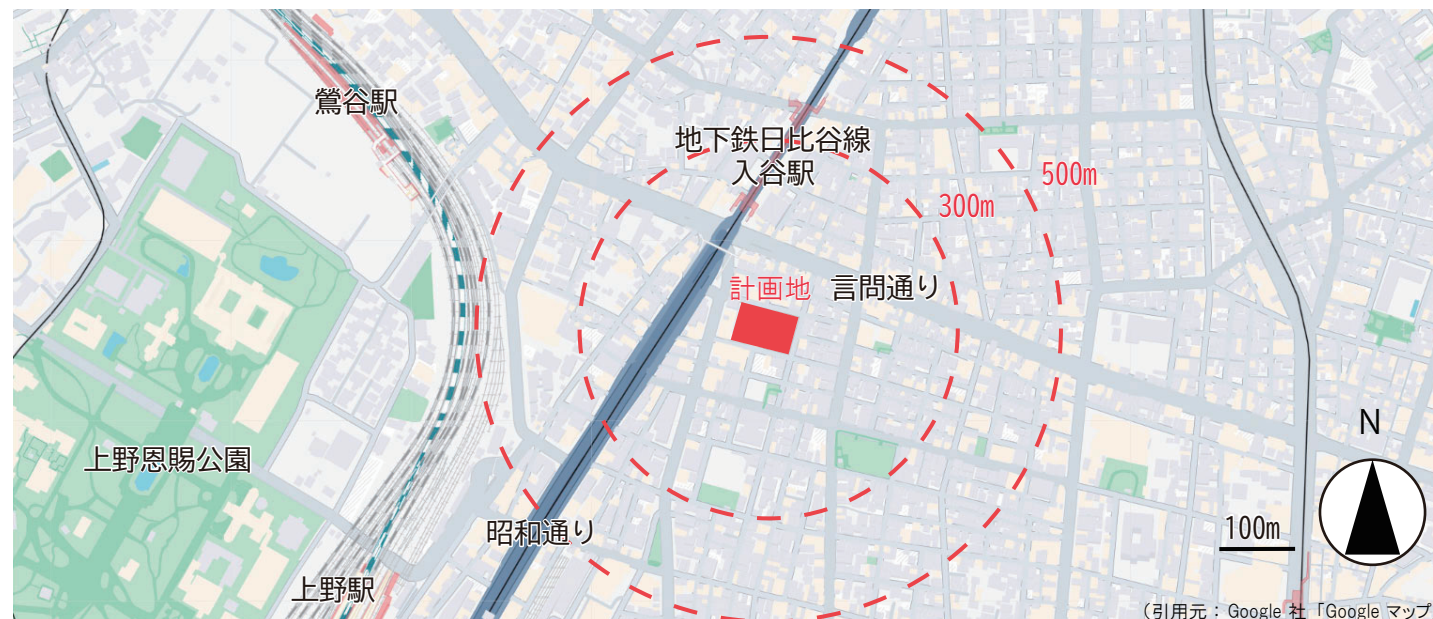 鶯谷駅
地下鉄日比谷線
入谷駅
500m
300m
計画地
言問通り
上野恩賜公園
N
昭和通り
100m
上野駅
（引用元：Google 社「Google マップ